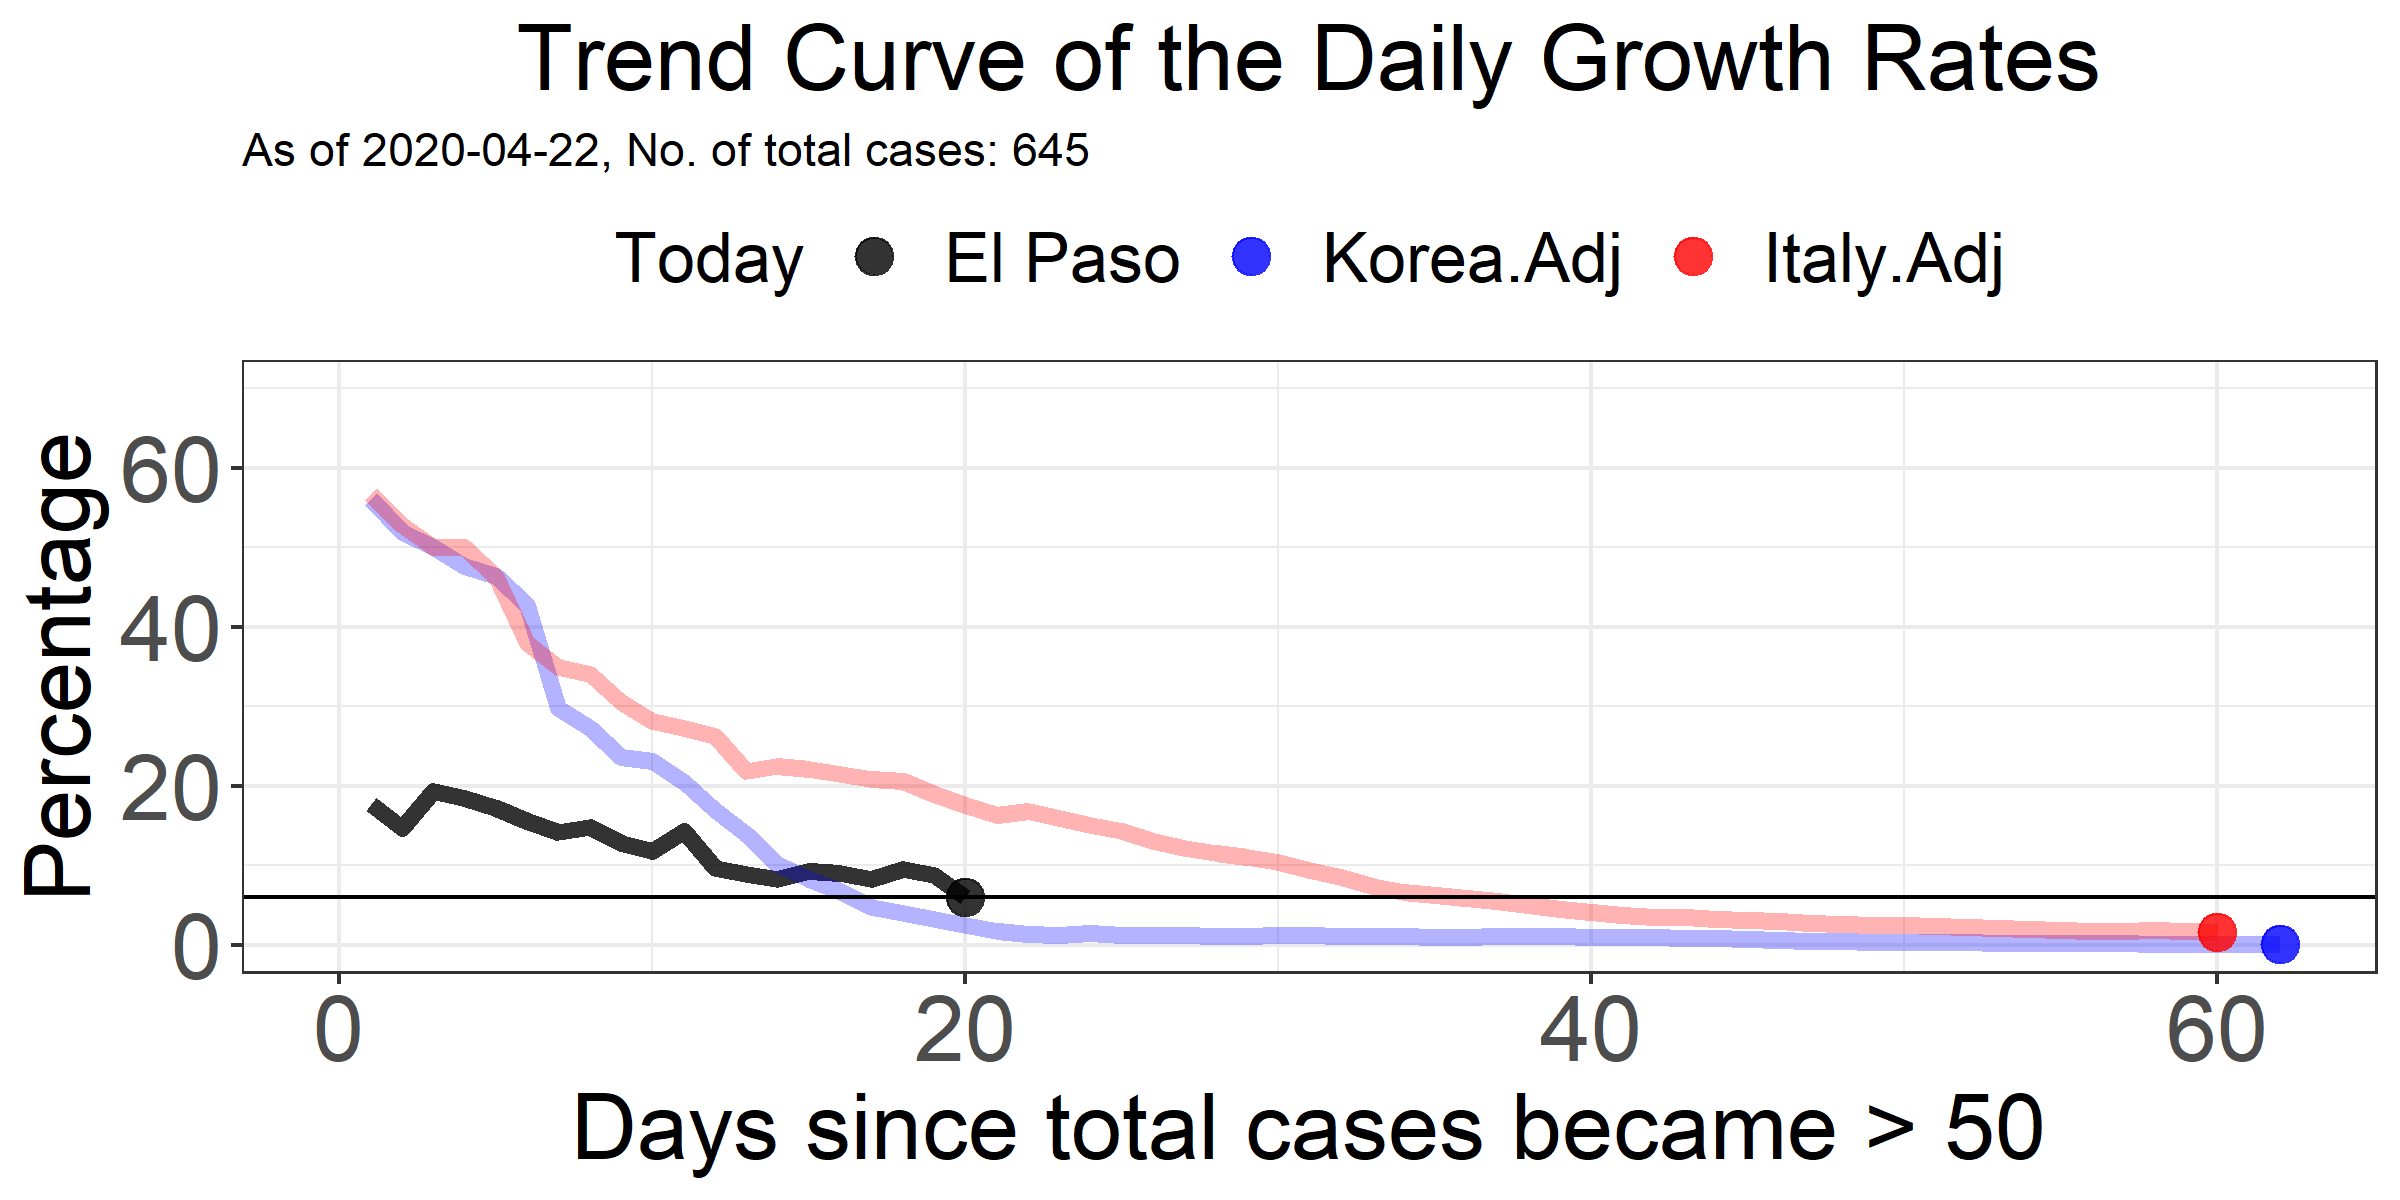 Trend Curve of the Daily Growth Rates
As of 2020-04-22, No. of total cases: 645
Today El Paso Korea.Adj Italy.Adj
Percentage
60
40
20
0
0 20 40 60
Days since total cases became > 50